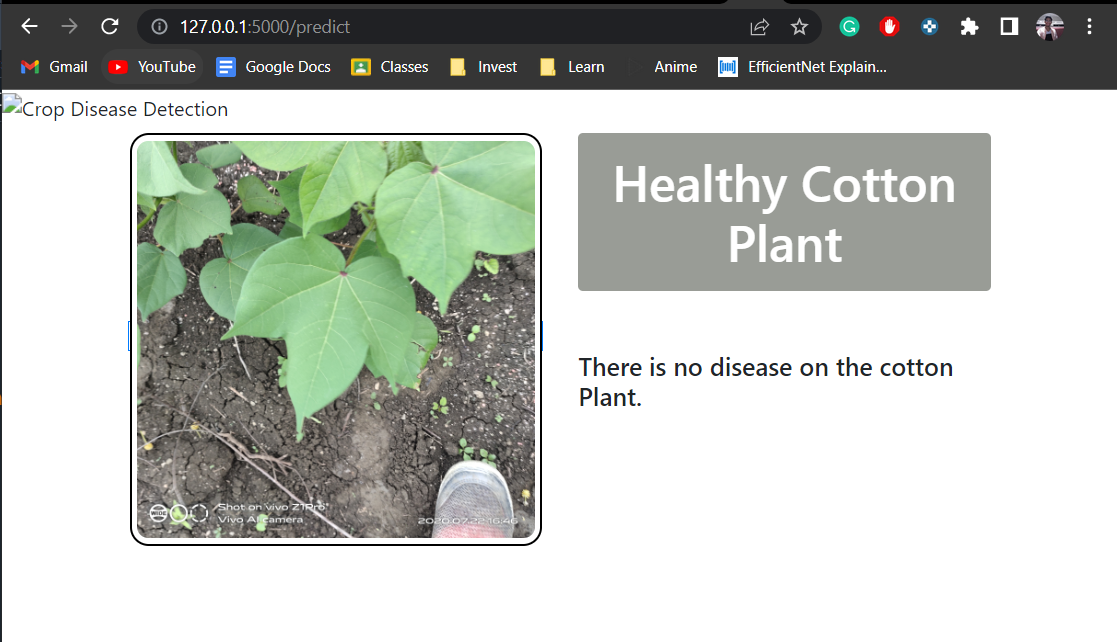 127.0.0.1:5000/predict
Gmail YouTube Google Docs Classes Invest Learn Anime EfficientNet Explain...
Crop Disease Detection
Healthy Cotton
Plant
There is no disease on the cotton
Plant.
WIDE
Shot on vivo Z1Pro
Vivo AI camera
2020.07.22 16:46